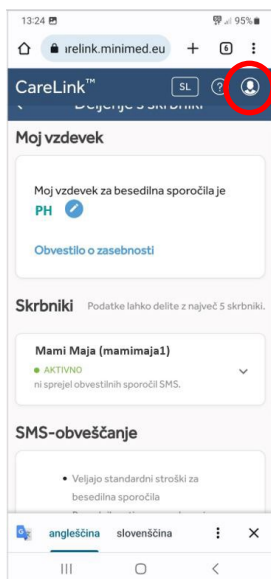 13:24 95%
relink.minimed.eu + 6
CareLink™ SL ?
Deljenje s skrbniki
Moj vzdevek
Moj vzdevek za besedilna sporočila je
PH
Obvestilo o zasebnosti
Skrbniki Podatke lahko delite z največ 5 skrbniki.
Mami Maja (mamimaja1)
AKTIVNO
ni sprejel obvestilnih sporočil SMS.
SMS-obveščanje
• Veljajo standardni stroški za
besedilna sporočila
angleščina slovenščina